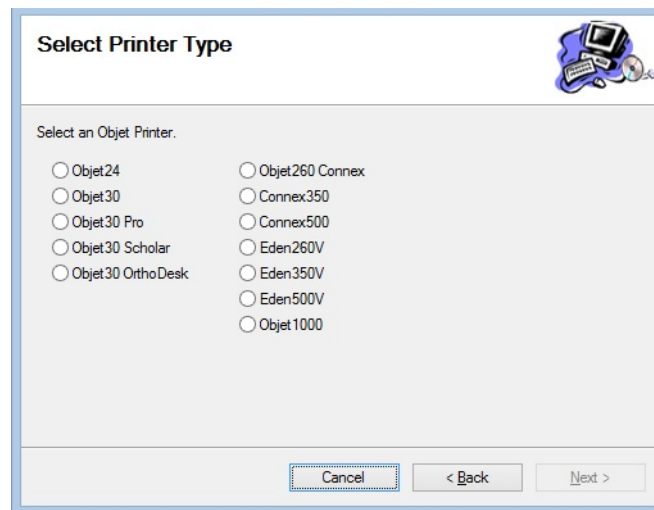 Select Printer Type
Select an Objet Printer.
Objet24
Objet30
Objet30 Pro
Objet30 Scholar
Objet30 OrthoDesk
Objet260 Connex
Connex350
Connex500
Eden260V
Eden350V
Eden500V
Objet1000
Cancel
< Back
Next >